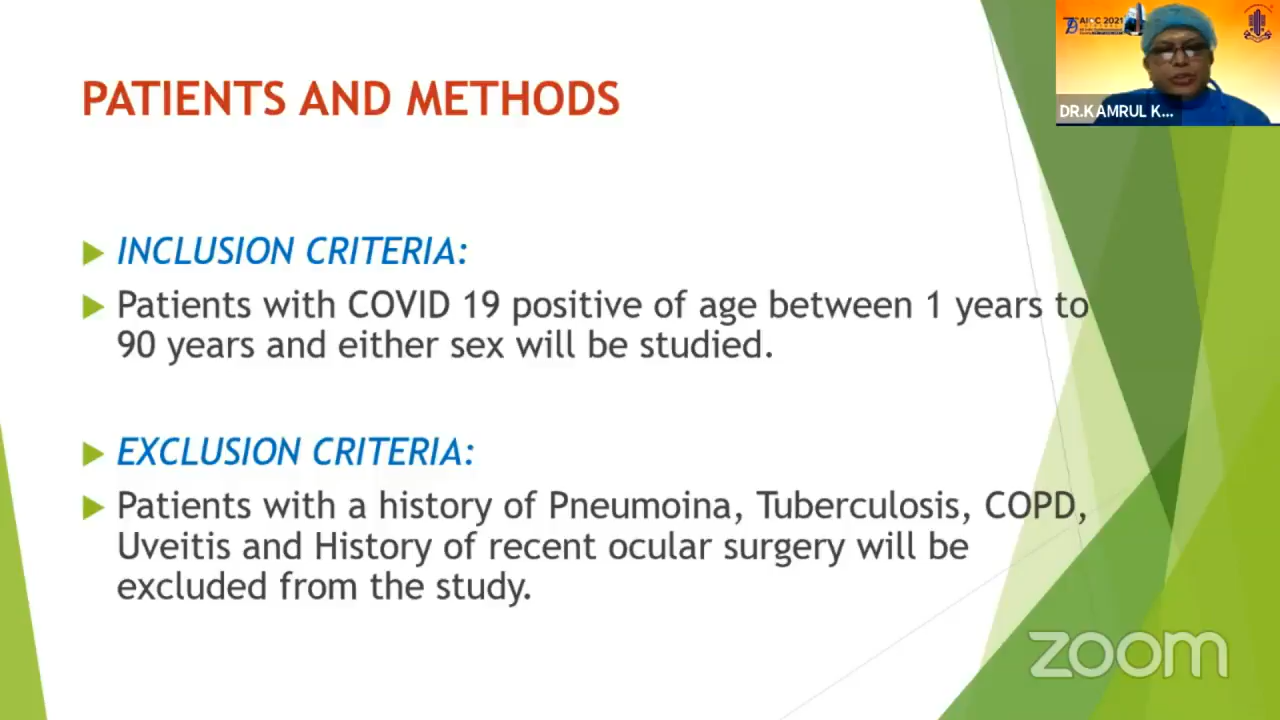 AIOC 2021
DR.KAMRUL K...
PATIENTS AND METHODS
INCLUSION CRITERIA:
Patients with COVID 19 positive of age between 1 years to
90 years and either sex will be studied.
EXCLUSION CRITERIA:
Patients with a history of Pneumoina, Tuberculosis, COPD,
Uveitis and History of recent ocular surgery will be
excluded from the study.
zoom